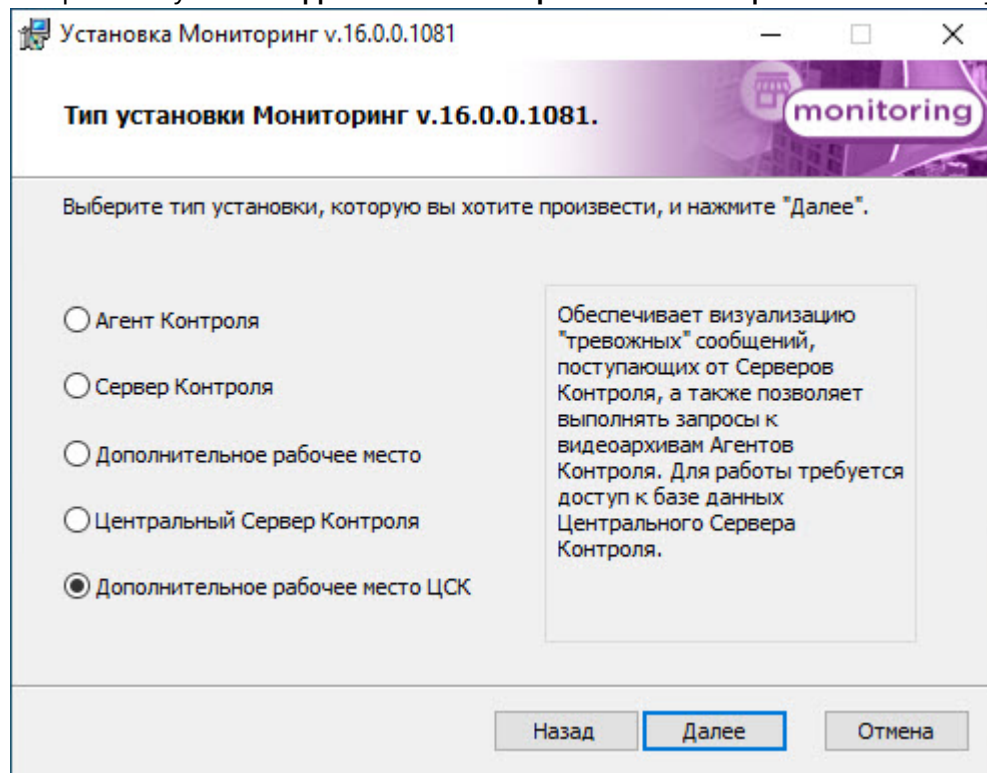 Установка Мониторинг v.16.0.0.1081
Тип установки Мониторинг v.16.0.0.1081.
monitoring
Выберите тип установки, которую вы хотите произвести, и нажмите "Далее".
Агент Контроля
Сервер Контроля
Дополнительное рабочее место
Центральный Сервер Контроля
Дополнительное рабочее место ЦСК
Обеспечивает визуализацию
"тревожных" сообщений,
поступающих от Серверов
Контроля, а также позволяет
выполнять запросы к
видеоархивам Агентов
Контроля. Для работы требуется
доступ к базе данных
Центрального Сервера
Контроля.
Назад
Далее
Отмена